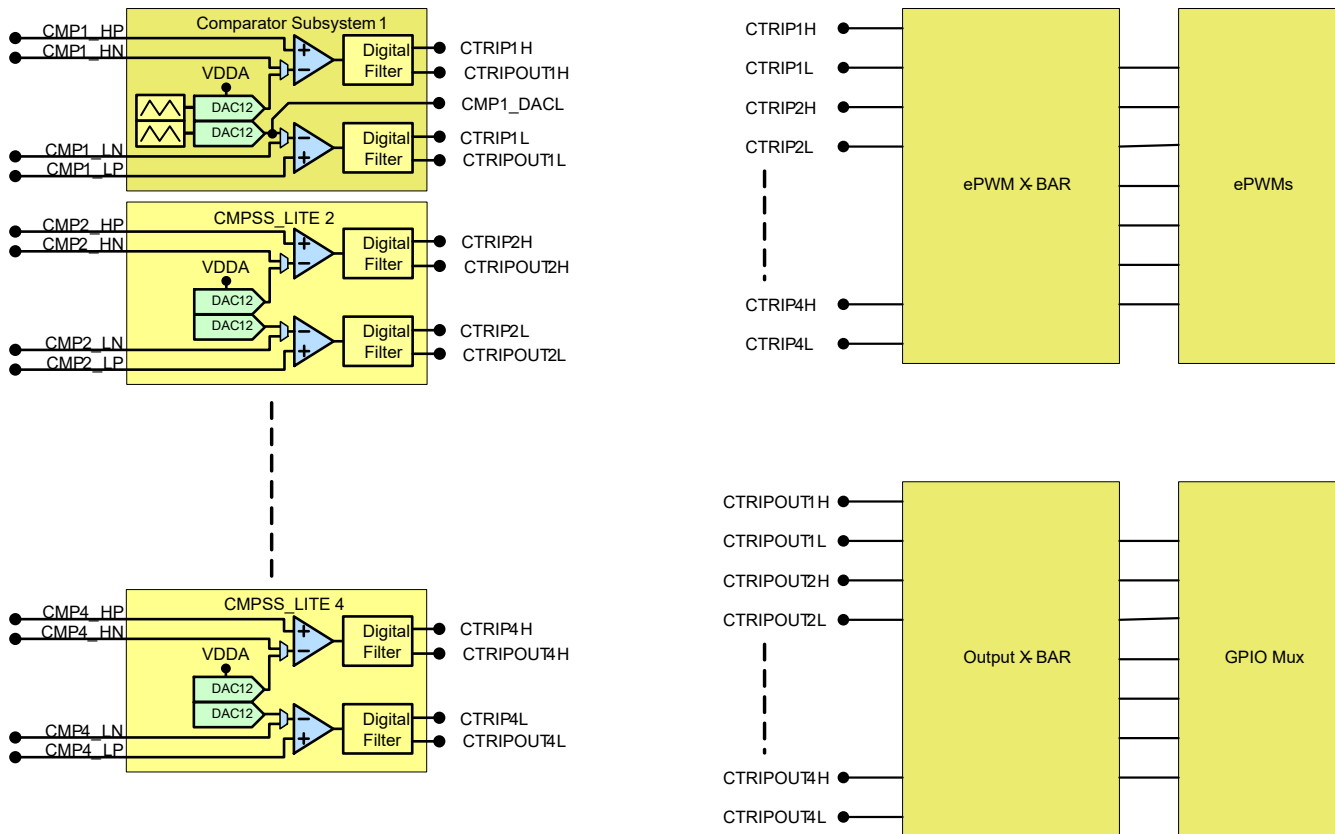 Comparator Subsystem 1
CMP1_HP
CMP1_HN
VDDA
DAC12
DAC12
CMP1_LN
CMP1_LP
Digital
Filter
Digital
Filter
CTRIP1H
CTRIPOUT1H
CMP1_DACL
CTRIP1L
CTRIPOUT1L
CMPSS_LITE 2
CMP2_HP
CMP2_HN
VDDA
DAC12
DAC12
CMP2_LN
CMP2_LP
Digital
Filter
Digital
Filter
CTRIP2H
CTRIPOUT2H
CTRIP2L
CTRIPOUT2L
CMPSS_LITE 4
CMP4_HP
CMP4_HN
VDDA
DAC12
DAC12
CMP4_LN
CMP4_LP
Digital
Filter
Digital
Filter
CTRIP4H
CTRIPOUT4H
CTRIP4L
CTRIPOUT4L
CTRIP1H
CTRIP1L
CTRIP2H
CTRIP2L
CTRIP4H
CTRIP4L
ePWM X-BAR
ePWMs
CTRIPOUT1H
CTRIPOUT1L
CTRIPOUT2H
CTRIPOUT2L
CTRIPOUT4H
CTRIPOUT4L
Output X-BAR
GPIO Mux